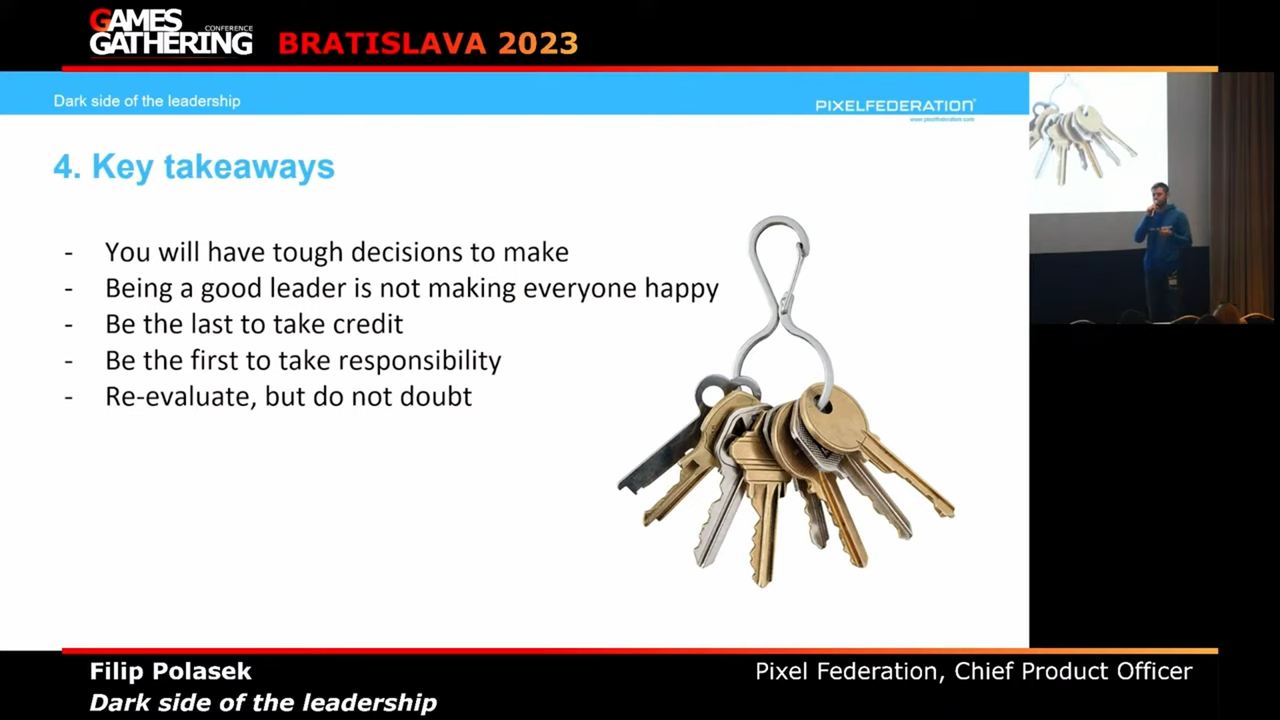 GAMES
CONFERENCE
GATHERING
BRATISLAVA 2023
Dark side of the leadership
PIXELFEDERATION
www.pixelfederation.com
4. Key takeaways
- You will have tough decisions to make
- Being a good leader is not making everyone happy
- Be the last to take credit
- Be the first to take responsibility
- Re-evaluate, but do not doubt
Filip Polasek
Pixel Federation, Chief Product Officer
Dark side of the leadership